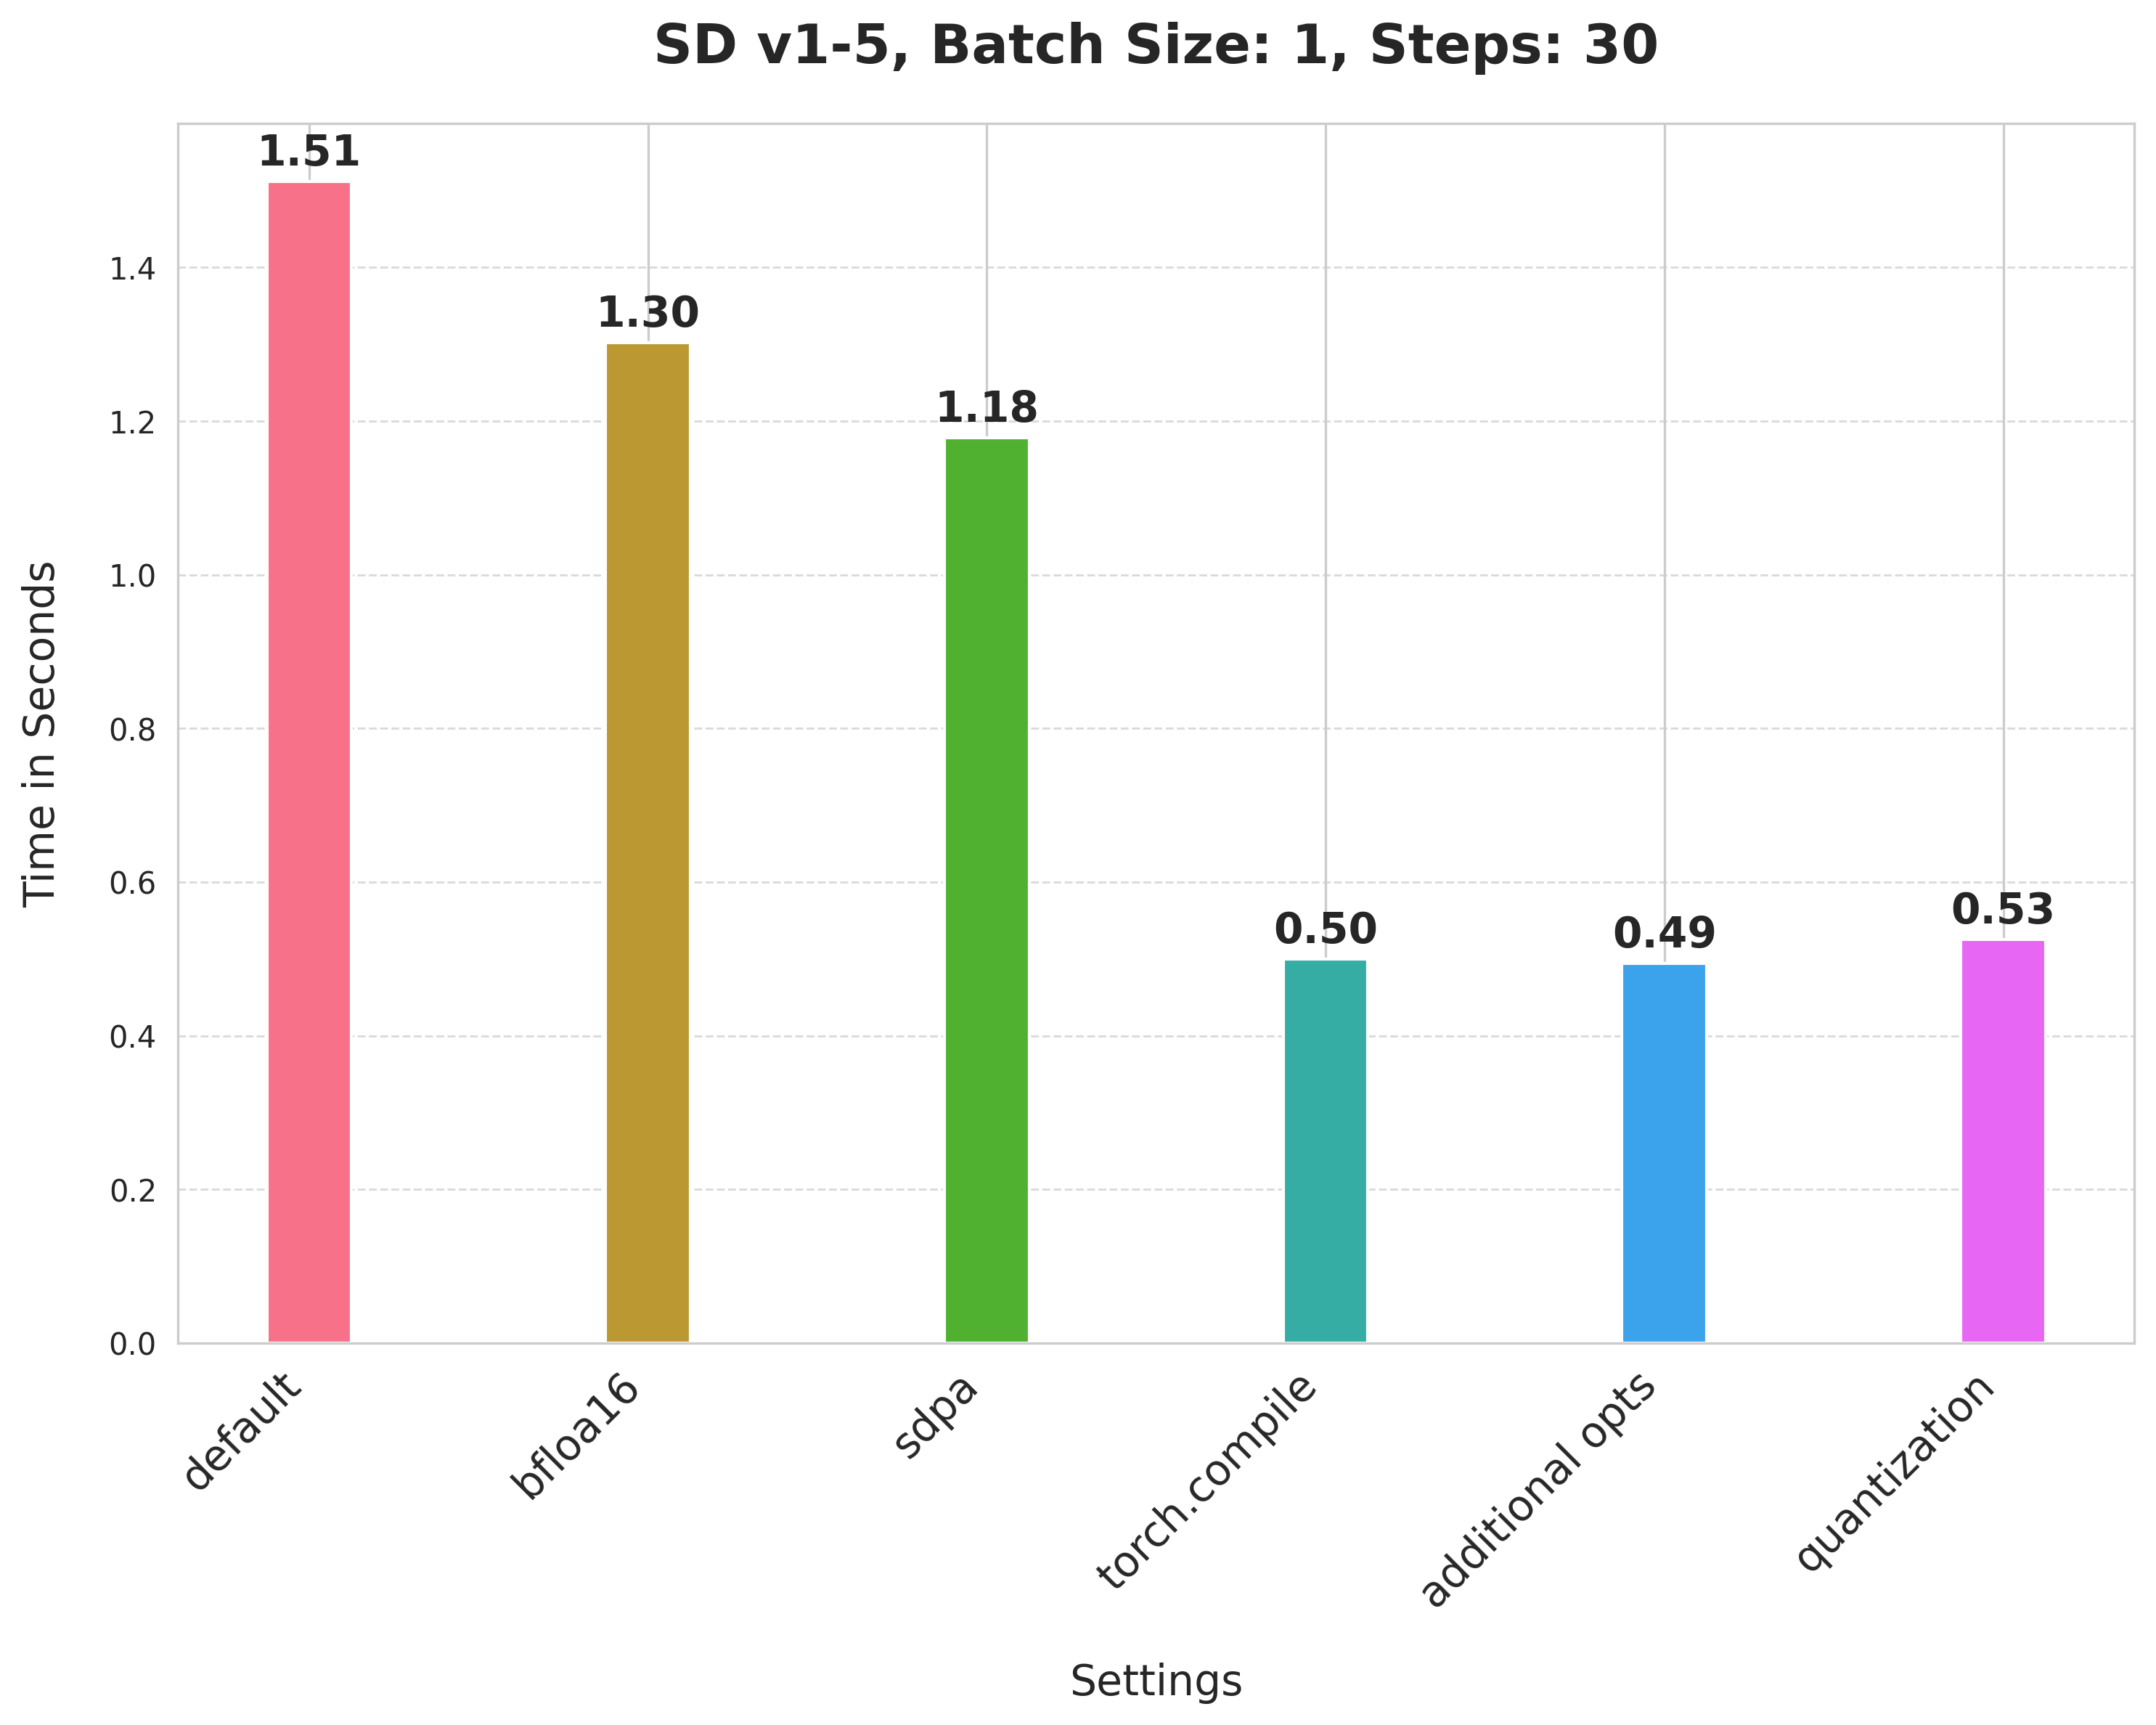 SD v1-5, Batch Size: 1, Steps: 30
Time in Seconds
1.4
1.2
1.0
0.8
0.6
0.4
0.2
0.0
1.51
1.30
1.18
0.50
0.49
0.53
default
bfloa16
sdpa
torch.compile
additional opts
quantization
Settings